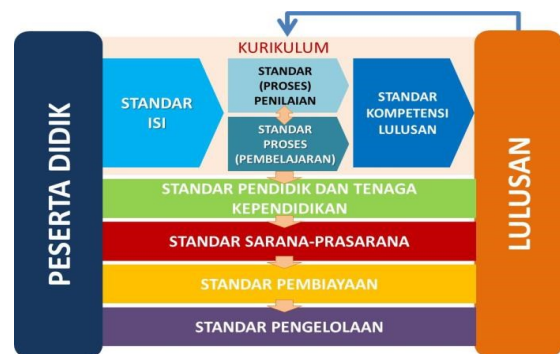 PESERTA DIDIK
KURIKULUM
STANDAR
ISI
STANDAR
(PROSES)
PENILAIAN
STANDAR
PROSES
(PEMBELAJARAN)
STANDAR
KOMPETENSI
LULUSAN
STANDAR PENDIDIK DAN TENAGA
KEPENDIDIKAN
STANDAR SARANA-PRASARANA
STANDAR PEMBIAYAAN
STANDAR PENGELOLAAN
LULUSAN